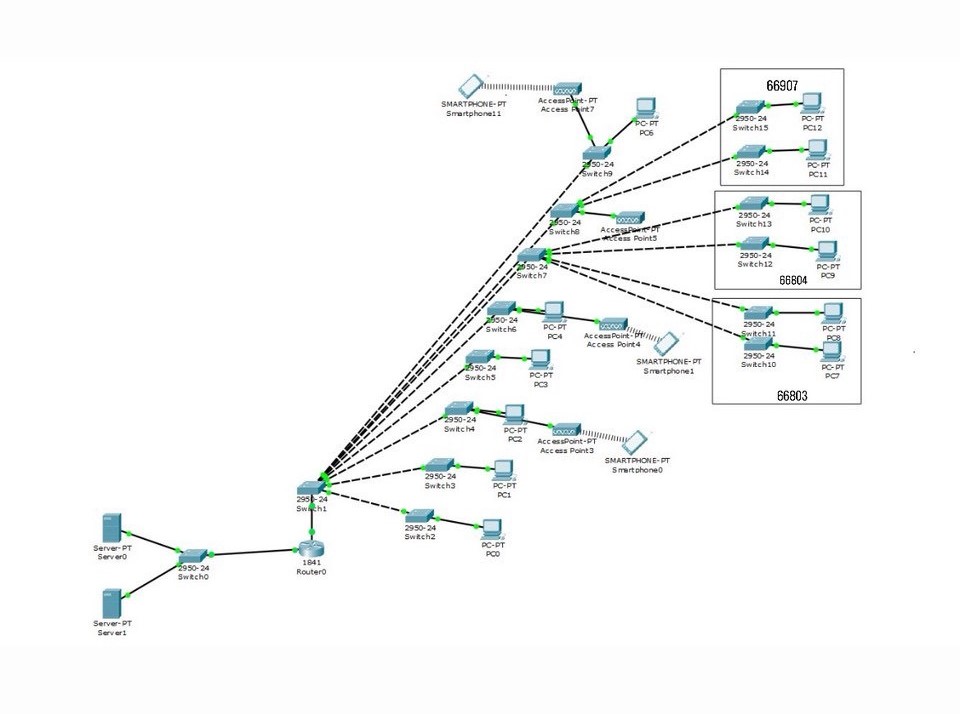 66907
SMARTPHONE-PT
Smartphone11
AccessPoint-PT
Access Point7
PC-PT
PC6
2950-24
Switch9
2950-24
Switch15
PC-PT
PC12
2950-24
Switch14
PC-PT
PC11
2950-24
Switch8
AccessPoint-PT
Access Point5
2950-24
Switch13
PC-PT
PC10
2950-24
Switch12
PC-PT
PC9
66804
2950-24
Switch7
2950-24
Switch6
PC-PT
PC4
AccessPoint-PT
Access Point4
SMARTPHONE-PT
Smartphone1
2950-24
Switch11
PC-PT
PC8
2950-24
Switch10
PC-PT
PC7
66803
2950-24
Switch5
PC-PT
PC3
2950-24
Switch4
PC-PT
PC2
AccessPoint-PT
Access Point3
SMARTPHONE-PT
Smartphone0
2950-24
Switch3
PC-PT
PC1
2950-24
Switch1
2950-24
Switch2
PC-PT
PC0
Server-PT
Server0
2950-24
Switch0
1841
Router0
Server-PT
Server1